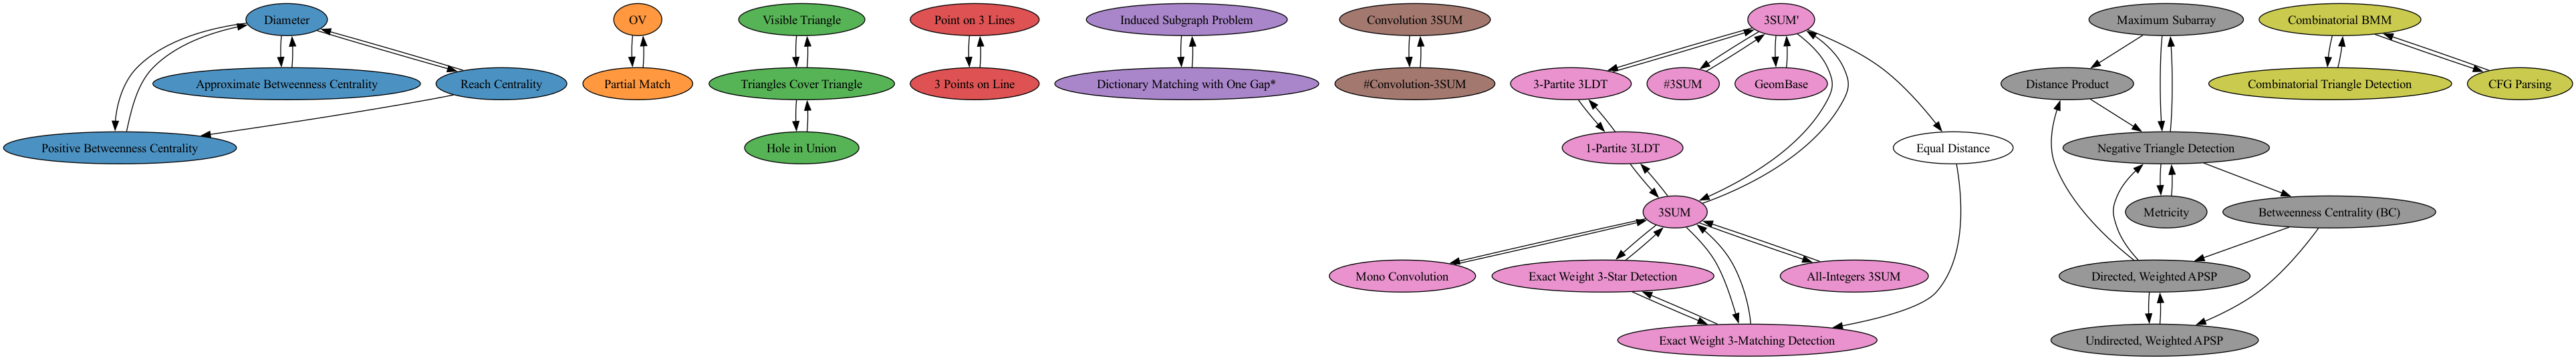 Diameter
OV
Visible Triangle
Point on 3 Lines
Induced Subgraph Problem
Convolution 3SUM
3SUM'
Maximum Subarray
Combinatorial BMM
Approximate Betweenness Centrality
Reach Centrality
Partial Match
Triangles Cover Triangle
3 Points on Line
Dictionary Matching with One Gap*
#Convolution-3SUM
3-Partite 3LDT
#3SUM
GeomBase
Distance Product
Combinatorial Triangle Detection
CFG Parsing
Positive Betweenness Centrality
Hole in Union
1-Partite 3LDT
Equal Distance
Negative Triangle Detection
3SUM
Metricity
Betweenness Centrality (BC)
Mono Convolution
Exact Weight 3-Star Detection
All-Integers 3SUM
Directed, Weighted APSP
Exact Weight 3-Matching Detection
Undirected, Weighted APSP